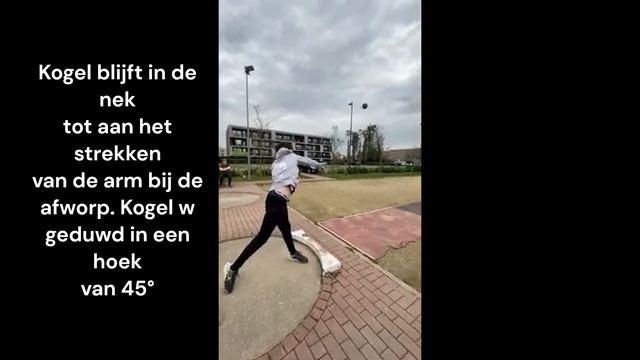 Kogel blijft in de
nek
tot aan het
strekken
van de arm bij de
afworp. Kogel w
geduwd in een
hoek
van 45°